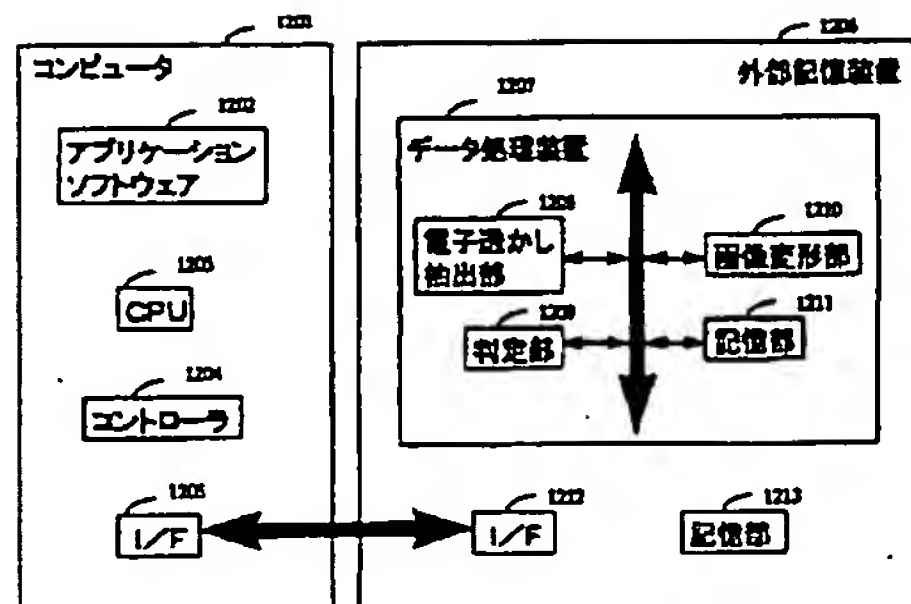 1201
コンピュータ
1202
アプリケーション
ソフトウェア
1203
CPU
1204
コントローラ
1205
I/F
1206
外部記憶装置
1207
データ処理装置
1208
電子透かし
抽出部
1210
画像変形部
1209
判定部
1211
記憶部
1212
I/F
1213
記憶部